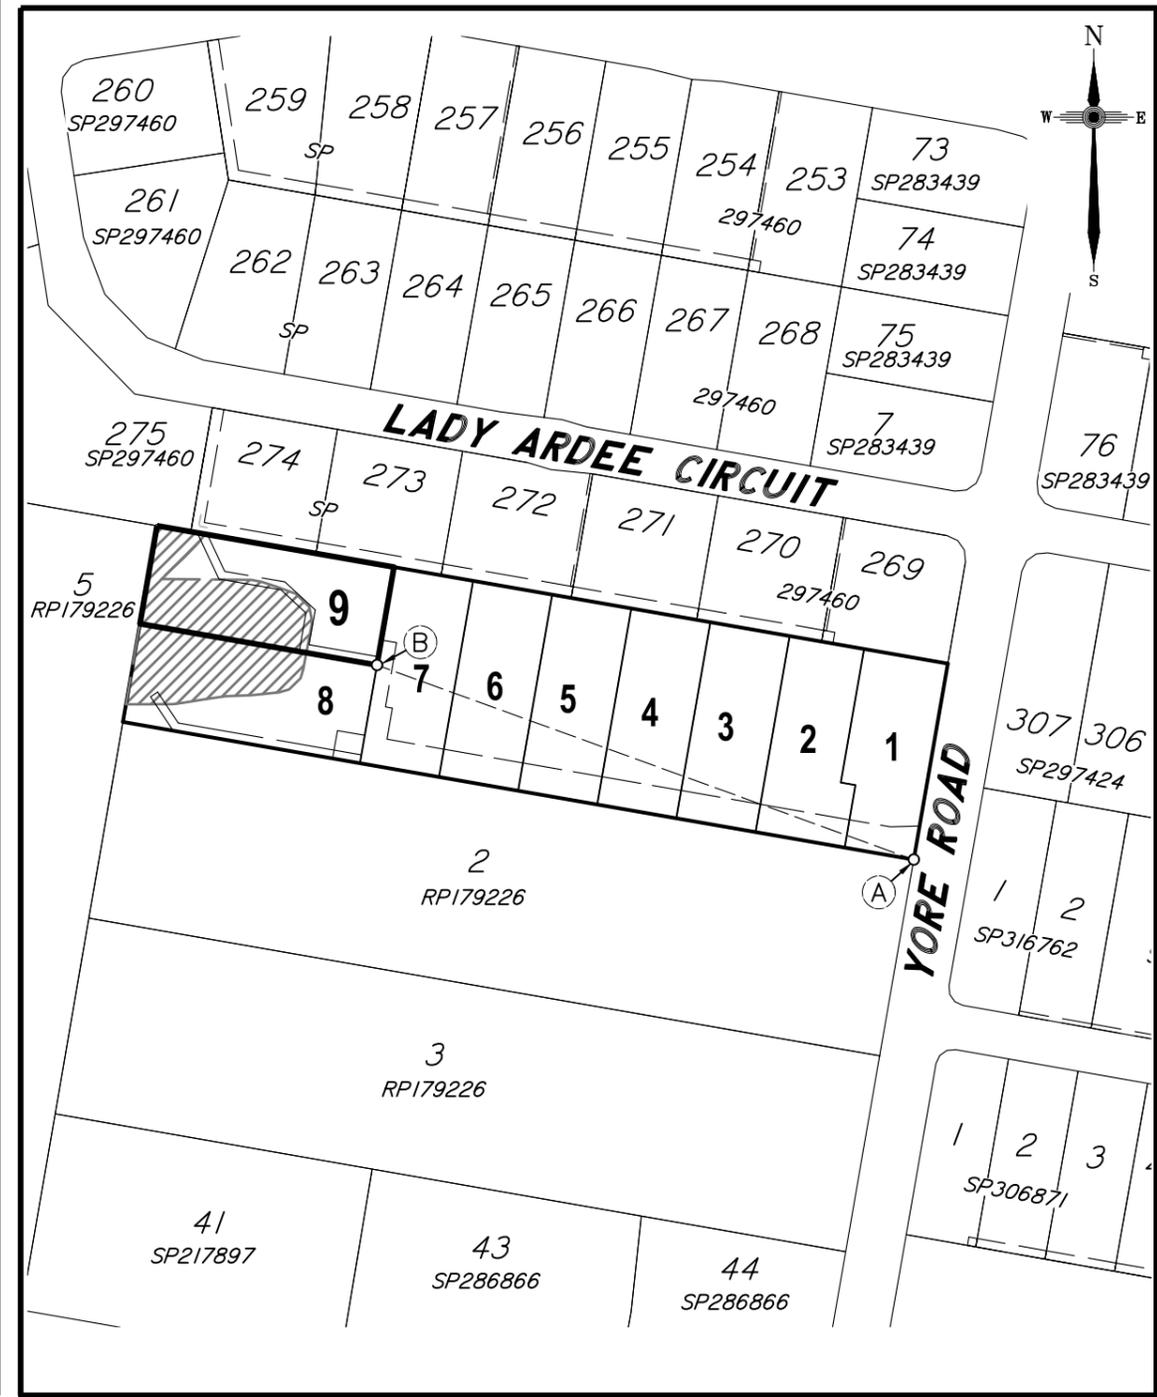 N
W
E
S
260
SP297460
259
258
257
256
255
254
253
SP
297460
73
SP283439
74
SP283439
261
SP297460
262
263
264
265
266
267
268
SP
297460
75
SP283439
7
SP283439
76
SP283439
LADY ARDEE CIRCUIT
275
SP297460
274
273
272
271
270
269
SP
297460
5
RP179226
9
8
B
7
6
5
4
3
2
1
307
306
SP297424
YORE ROAD
A
2
RP179226
1
2
SP316762
3
RP179226
1
2
3
SP306871
41
SP217897
43
SP286866
44
SP286866